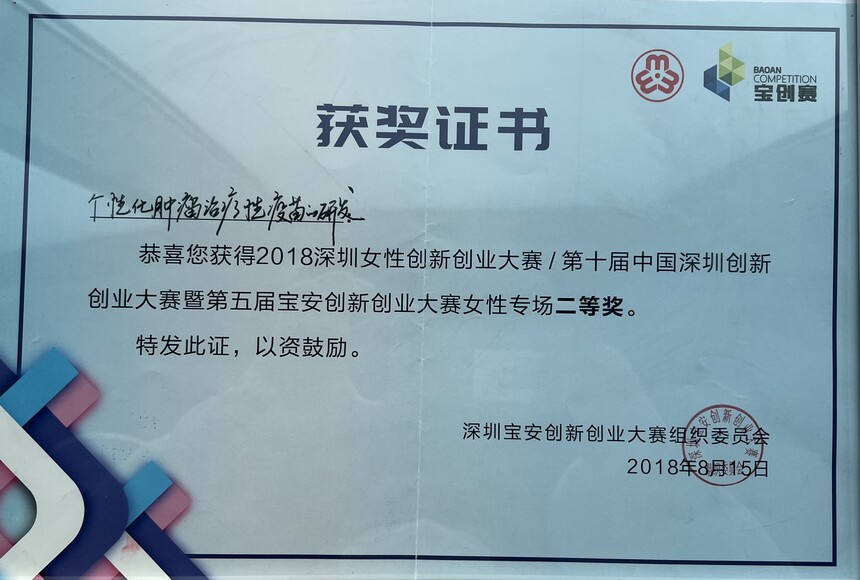 BAOAN
COMPETITION
宝创赛
获奖证书
个性化肿瘤治疗性疫苗的研发
恭喜您获得2018深圳女性创新创业大赛/第十届中国深圳创新
创业大赛暨第五届宝安创新创业大赛女性专场二等奖。
特发此证，以资鼓励。
深圳宝安创新创业大赛组织委员会
2018年8月15日